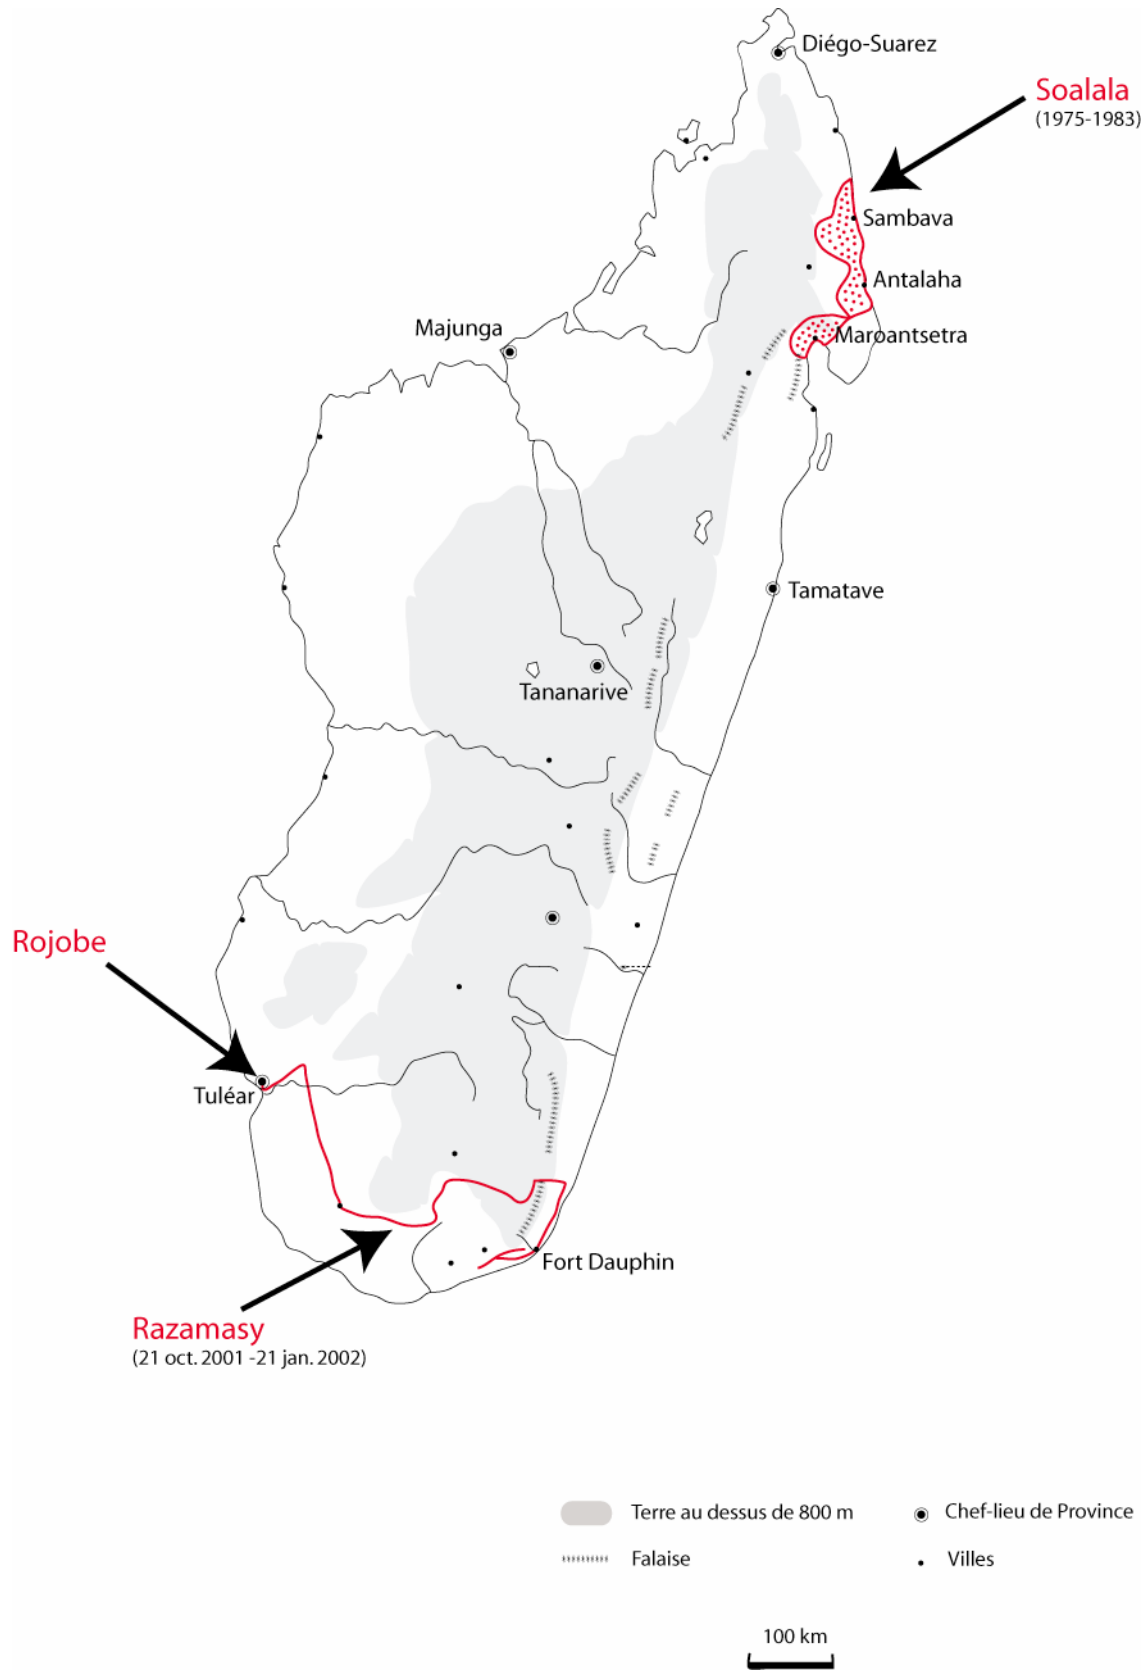 Diégo-Suarez
Soalala
(1975-1983)
Sambava
Antalaha
Majunga
Maroantsetra
Tamatave
Tananarive
Rojobe
Tuléar
Fort Dauphin
Razamasy
(21 oct. 2001 -21 jan. 2002)
Terre au dessus de 800 m
Chef-lieu de Province
Falaise
Villes
100 km